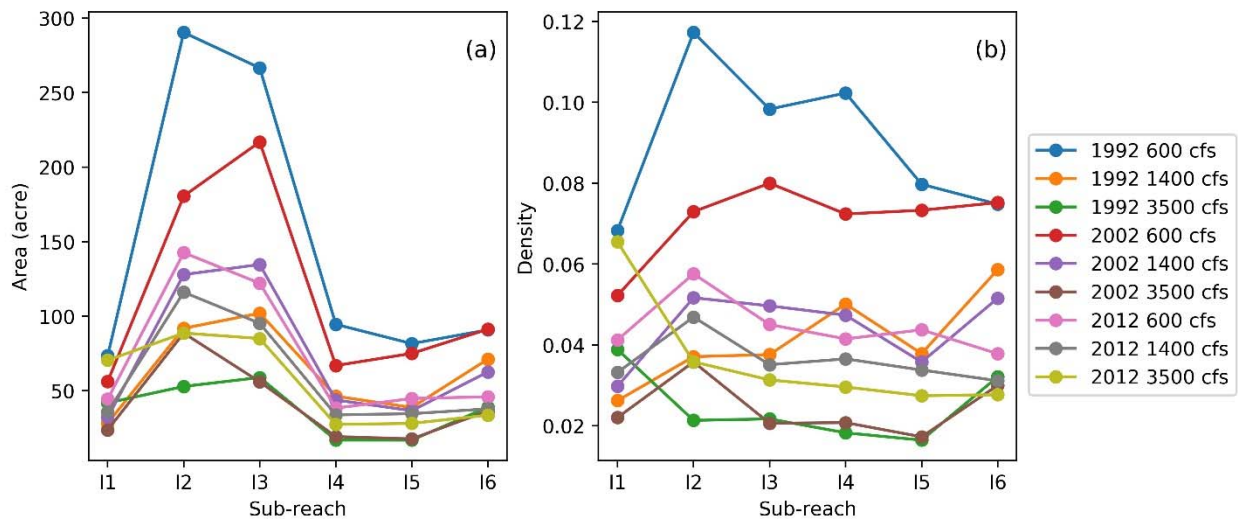 300
250
200
150
100
50
Area (acre)
(a)
I1 I2 I3 I4 I5 I6
Sub-reach
0.12
0.10
0.08
0.06
0.04
0.02
Density
(b)
I1 I2 I3 I4 I5 I6
Sub-reach
1992 600 cfs
1992 1400 cfs
1992 3500 cfs
2002 600 cfs
2002 1400 cfs
2002 3500 cfs
2012 600 cfs
2012 1400 cfs
2012 3500 cfs